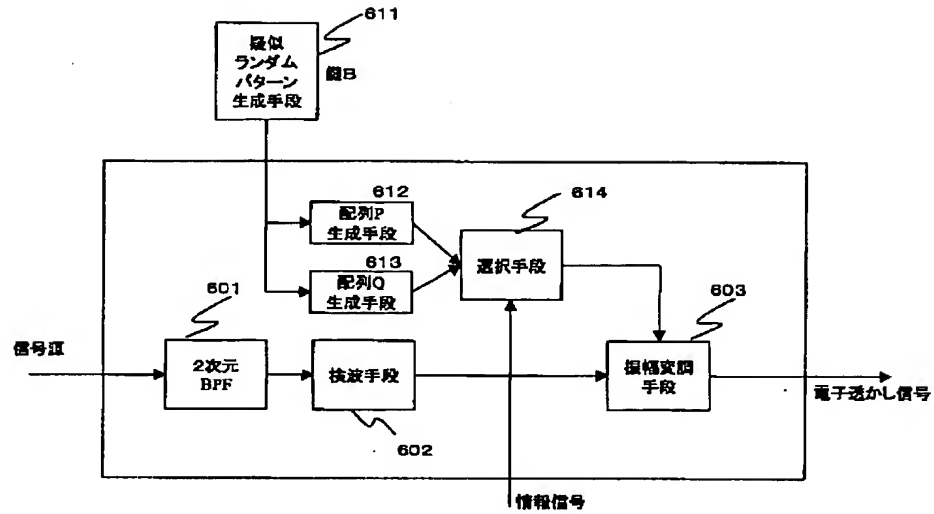 611
疑似
ランダム
パターン
生成手段
鍵B
612
配列P
生成手段
614
選択手段
613
配列Q
生成手段
601
2次元
BPF
信号源
検波手段
602
603
振幅変調
手段
電子透かし信号
情報信号